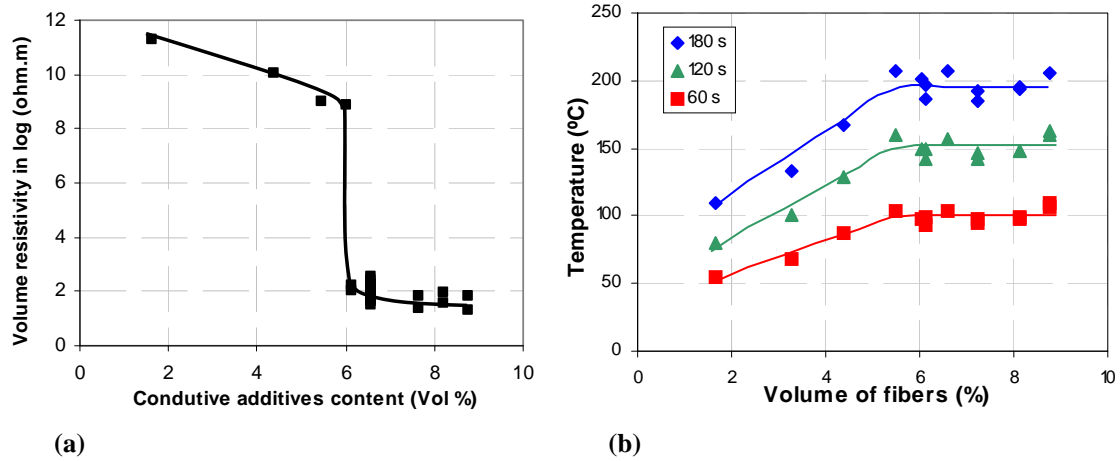 12
10
8
6
4
2
0
0 2 4 6 8 10
Volume resistivity in log (ohm.m)
Condutive additives content (Vol %)
(a)
250
200
150
100
50
0
2 4 6 8 10
Temperature (ºC)
Volume of fibers (%)
180 s
120 s
60 s
(b)